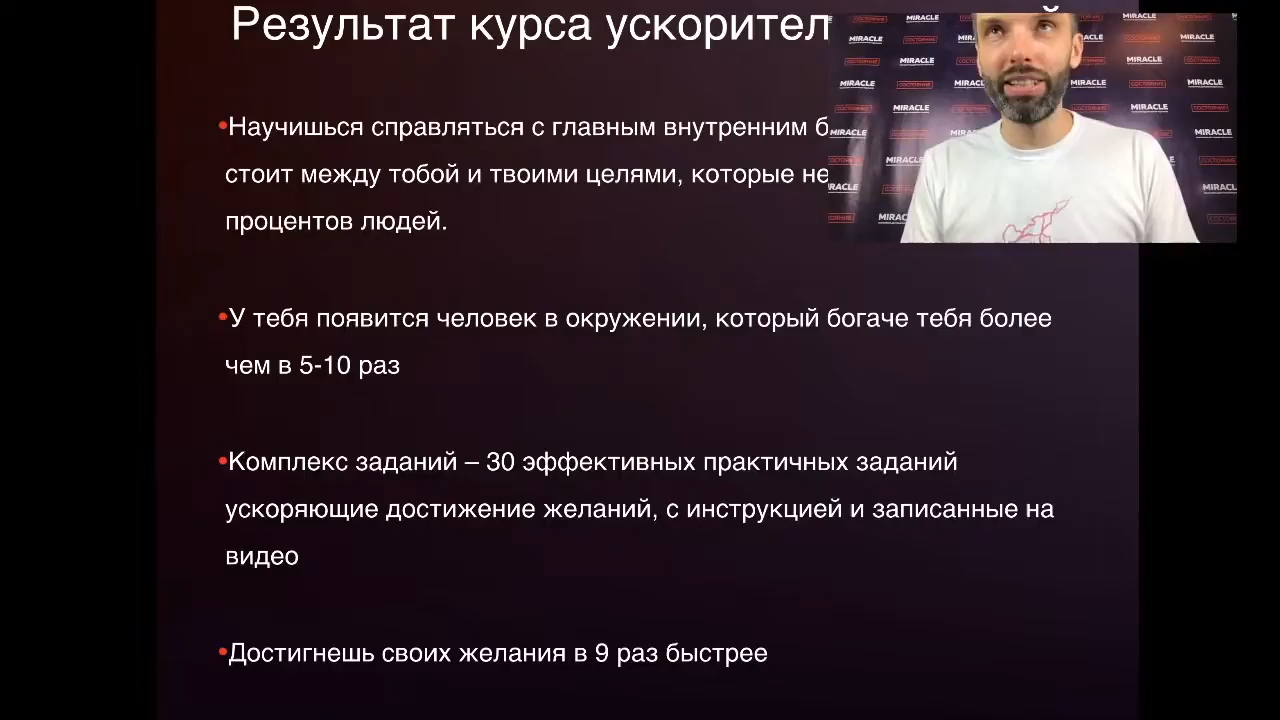 Результат курса ускорител
•Научишься справляться с главным внутренним б
стоит между тобой и твоими целями, которые не
процентов людей.
•У тебя появится человек в окружении, который богаче тебя более
чем в 5-10 раз
•Комплекс заданий – 30 эффективных практичных заданий
ускоряющие достижение желаний, с инструкцией и записанные на
видео
•Достигнешь своих желания в 9 раз быстрее
MIRACLE
СОСТОЯНИЕ